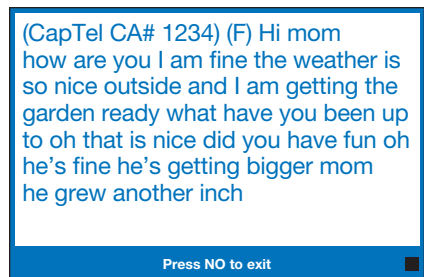 (CapTel CA# 1234) (F) Hi mom
how are you I am fine the weather is
so nice outside and I am getting the
garden ready what have you been up
to oh that is nice did you have fun oh
he’s fine he’s getting bigger mom
he grew another inch
Press NO to exit